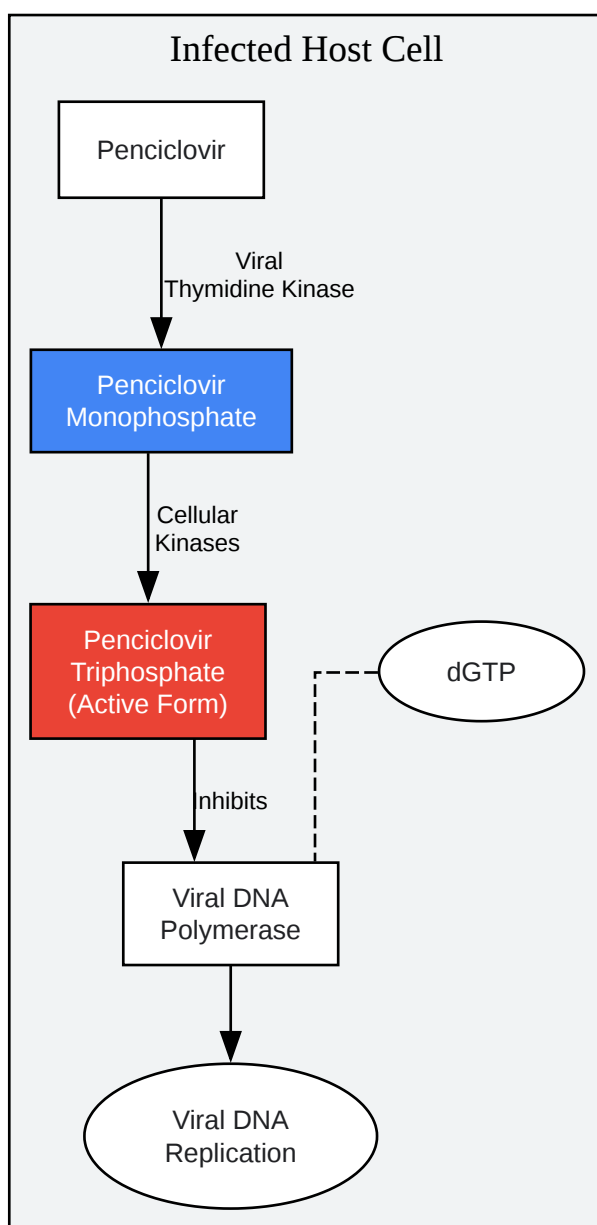 Infected Host Cell
Penciclovir
Viral
Thymidine Kinase
Penciclovir
Monophosphate
Cellular
Kinases
Penciclovir
Triphosphate
(Active Form)
dGTP
Inhibits
Viral DNA
Polymerase
Viral DNA
Replication